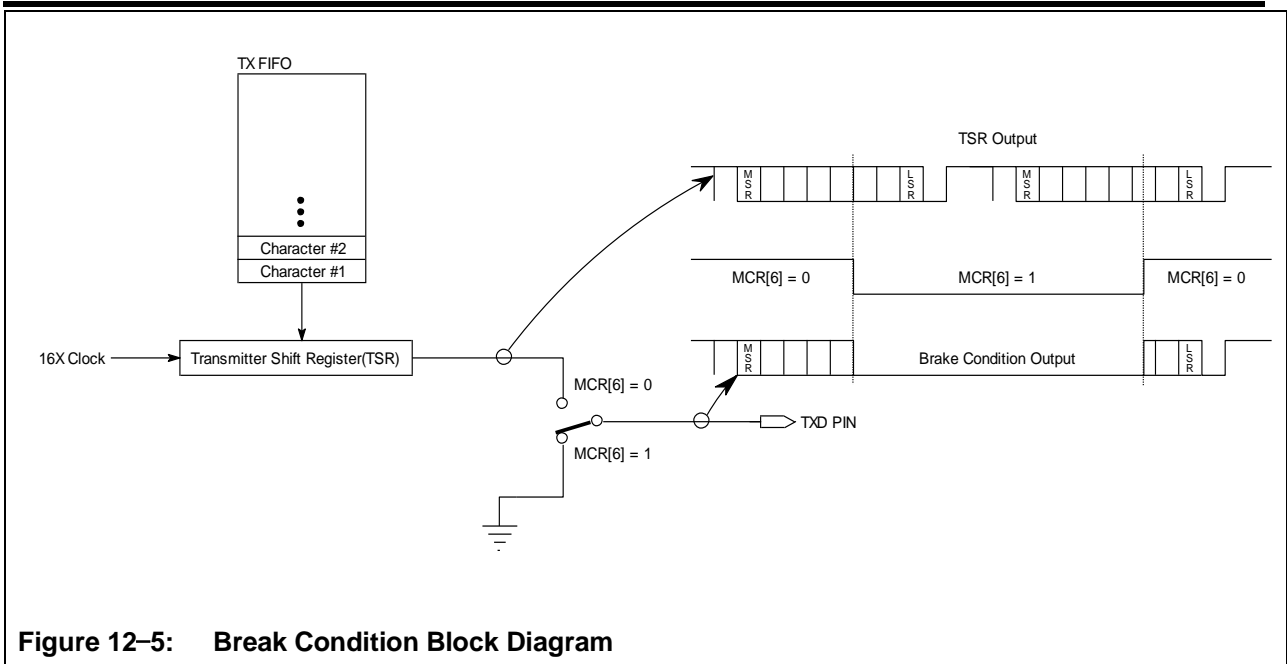 TX FIFO
Character #2
Character #1
16X Clock
Transmitter Shift Register(TSR)
MCR[6] = 0
MCR[6] = 1
TXD PIN
TSR Output
M
S
R
L
S
R
M
S
R
L
S
R
MCR[6] = 0
MCR[6] = 1
MCR[6] = 0
M
S
R
Brake Condition Output
L
S
R
Figure 12–5: Break Condition Block Diagram